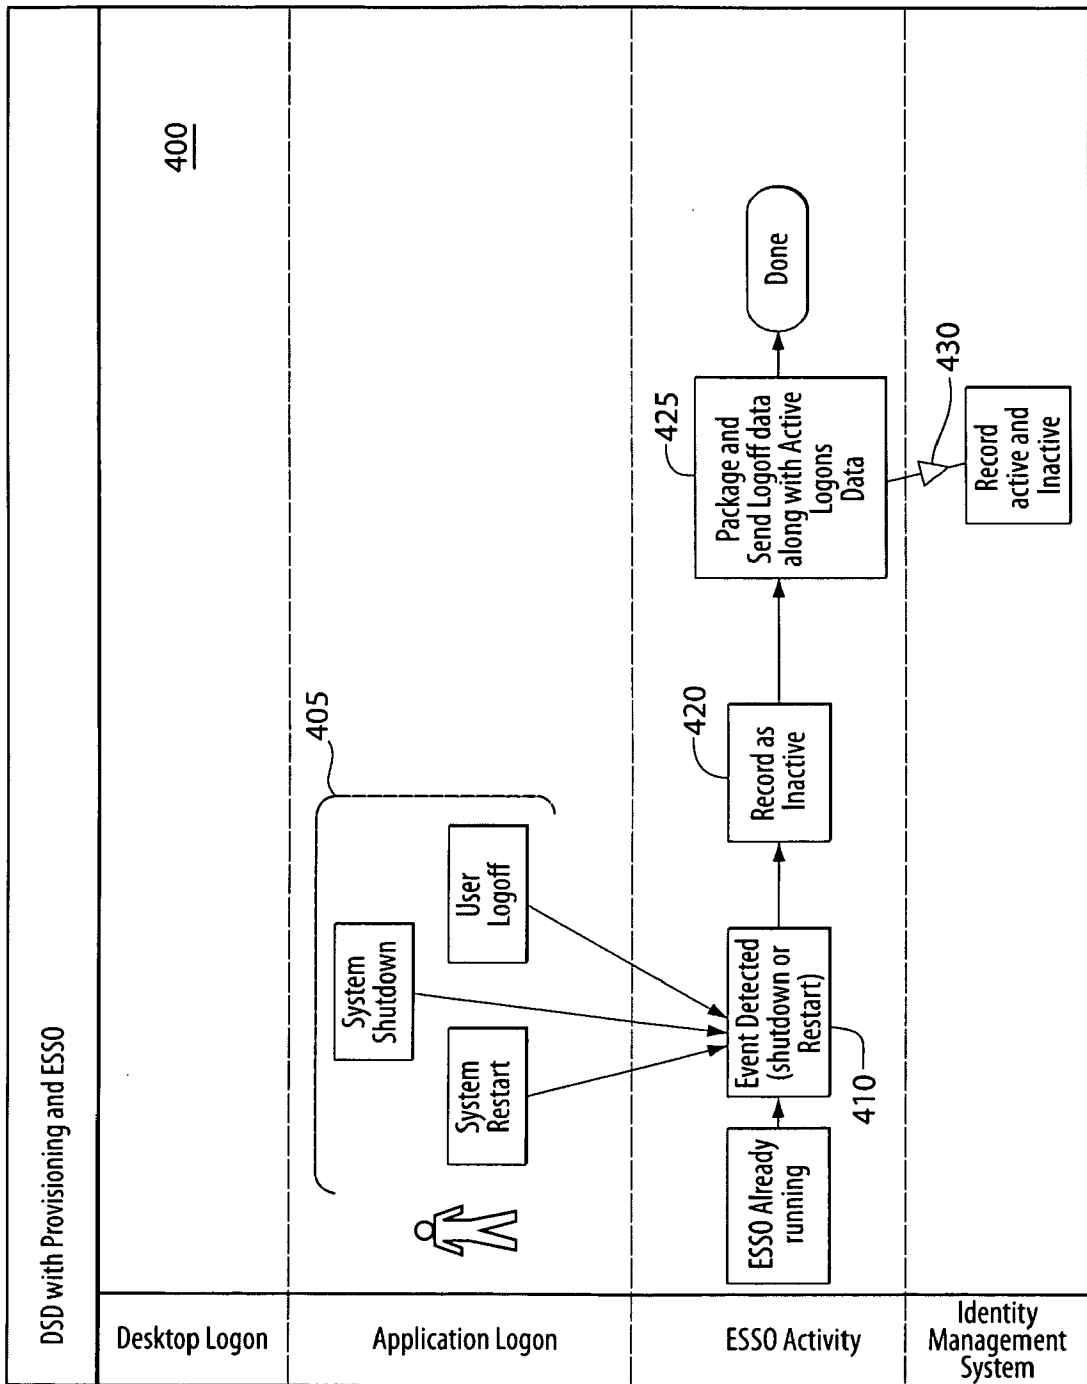 DSD with Provisioning and ESSO
Desktop Logon
400
Application Logon
405
System
Shutdown
System
Restart
User
Logoff
ESSO Activity
ESSO Already
running
Event Detected
(shutdown or
Restart)
410
Record as
Inactive
420
Package and
Send Logoff data
along with Active
Logons
Data
425
Done
Identity
Management
System
430
Record
active and
Inactive